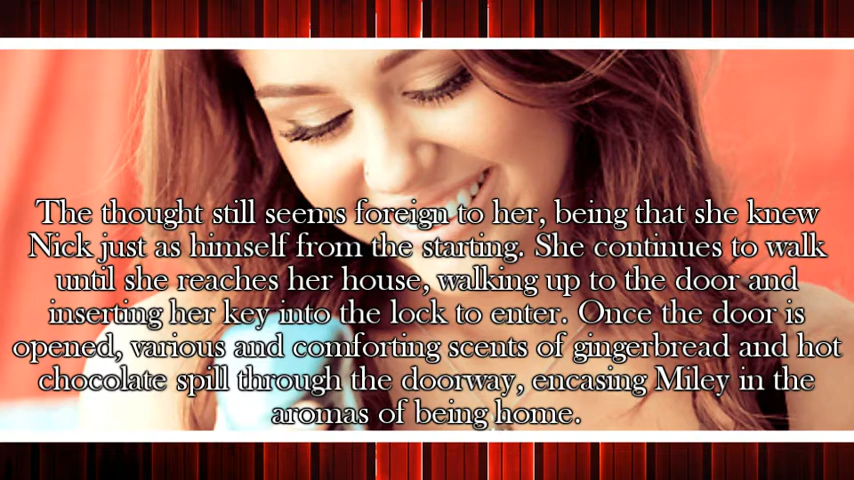 The thought still seems foreign to her, being that she knew
Nick just as himself from the starting. She continues to walk
until she reaches her house, walking up to the door and
inserting her key into the lock to enter. Once the door is
opened, various and comforting scents of gingerbread and hot
chocolate spill through the doorway, encasing Miley in the
aromas of being home.